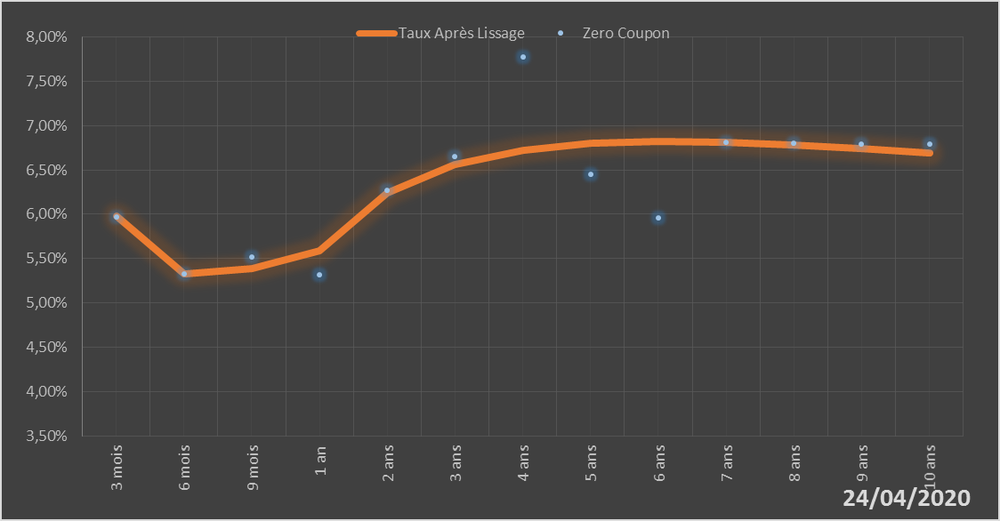 Taux Après Lissage Zero Coupon
8,00%
7,50%
7,00%
6,50%
6,00%
5,50%
5,00%
4,50%
4,00%
3,50%
3 mois
6 mois
9 mois
1 an
2 ans
3 ans
4 ans
5 ans
6 ans
7 ans
8 ans
9 ans
10 ans
24/04/2020